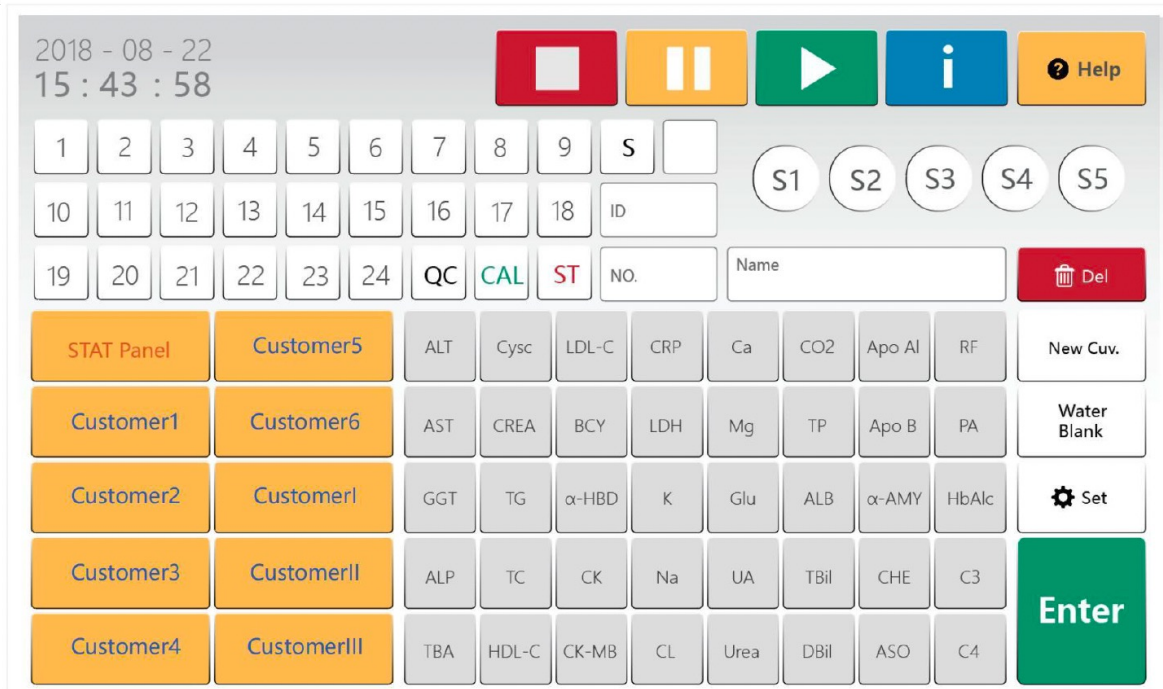 2018 - 08 - 22
15 : 43 : 58
i
? Help
1 2 3 4 5 6 7 8 9 S
S1 S2 S3 S4 S5
10 11 12 13 14 15 16 17 18 ID
19 20 21 22 23 24 QC CAL ST NO. Name Del
STAT Panel Customer5 ALT Cysc LDL-C CRP Ca CO2 Apo Al RF New Cuv.
Customer1 Customer6 AST CREA BCY LDH Mg TP Apo B PA Water
Blank
Customer2 CustomerI GGT TG α-HBD K Glu ALB α-AMY HbAlc Set
Customer3 CustomerII ALP TC CK Na UA TBil CHE C3
Enter
Customer4 CustomerIII TBA HDL-C CK-MB CL Urea DBil ASO C4